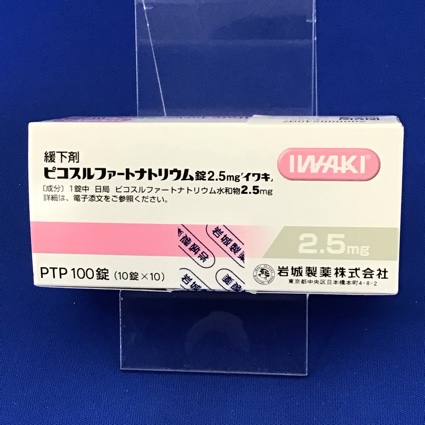 緩下剤
ピコスルファートナトリウム錠2.5mg「イワキ」
IWAKI
〔成分〕1錠中 日局 ピコスルファートナトリウム水和物2.5mg
詳細は、電子添文をご参照ください。
2.5mg
PTP 100錠 (10錠×10)
岩城製薬
岩城製薬株式会社
東京都中央区日本橋本町4-8-2